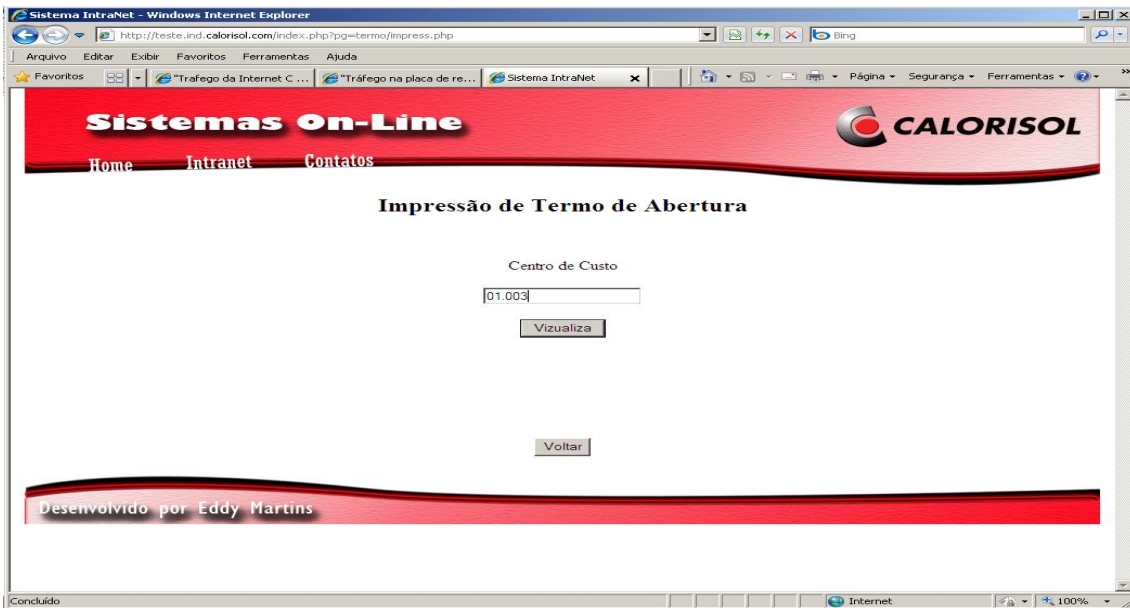 Sistema IntraNet - Windows Internet Explorer
http://teste.ind.calorisol.com/index.php?pg=termo/impress.php
Bing
Arquivo Editar Exibir Favoritos Ferramentas Ajuda
Favoritos "Trafego da Internet C ... "Tráfego na placa de re... Sistema IntraNet Página Segurança Ferramentas
Sistemas On-Line
CALORISOL
Home Intranet Contatos
Impressão de Termo de Abertura
Centro de Custo
01.003
Vizualiza
Voltar
Desenvolvido por Eddy Martins
Concluído Internet 100%